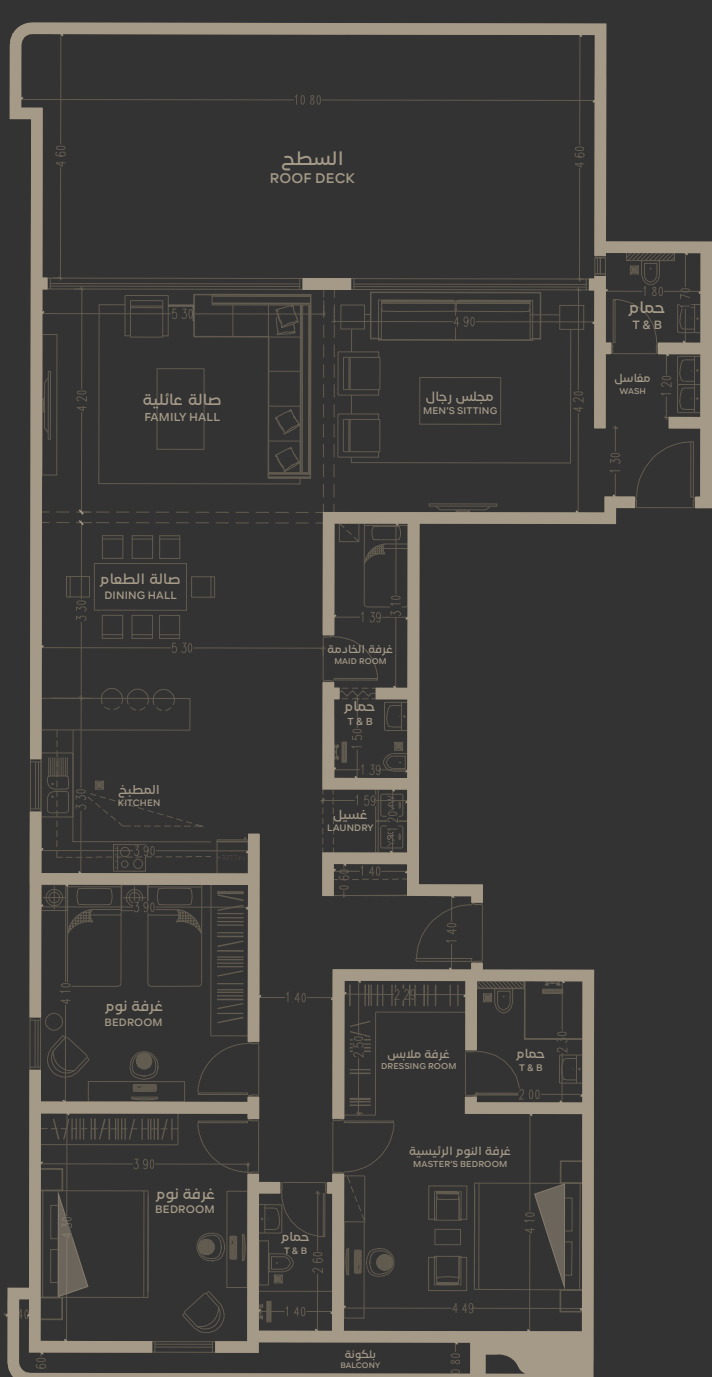 10.80
4.60
4.60
السطح
ROOF DECK
1.80
1.70
حمام
T & B
5.30
4.90
مغاسل
WASH
1.20
4.20
صالة عائلية
FAMILY HALL
مجلس رجال
MEN'S SITTING
4.20
1.30
صالة الطعام
DINING HALL
3.30
1.39
3.10
5.30
غرفة الخادمة
MAID ROOM
حمام
T & B
1.50
1.39
المطبخ
KITCHEN
3.30
1.59
غسيل
LAUNDRY
3.90
1.40
0.60
3.90
1.40
4.10
غرفة نوم
BEDROOM
1.40
2.50
غرفة ملابس
DRESSING ROOM
حمام
T & B
2.30
2.00
3.90
غرفة نوم
BEDROOM
غرفة النوم الرئيسية
MASTER'S BEDROOM
4.10
حمام
T & B
2.60
1.40
4.49
بلكونة
BALCONY
0.80